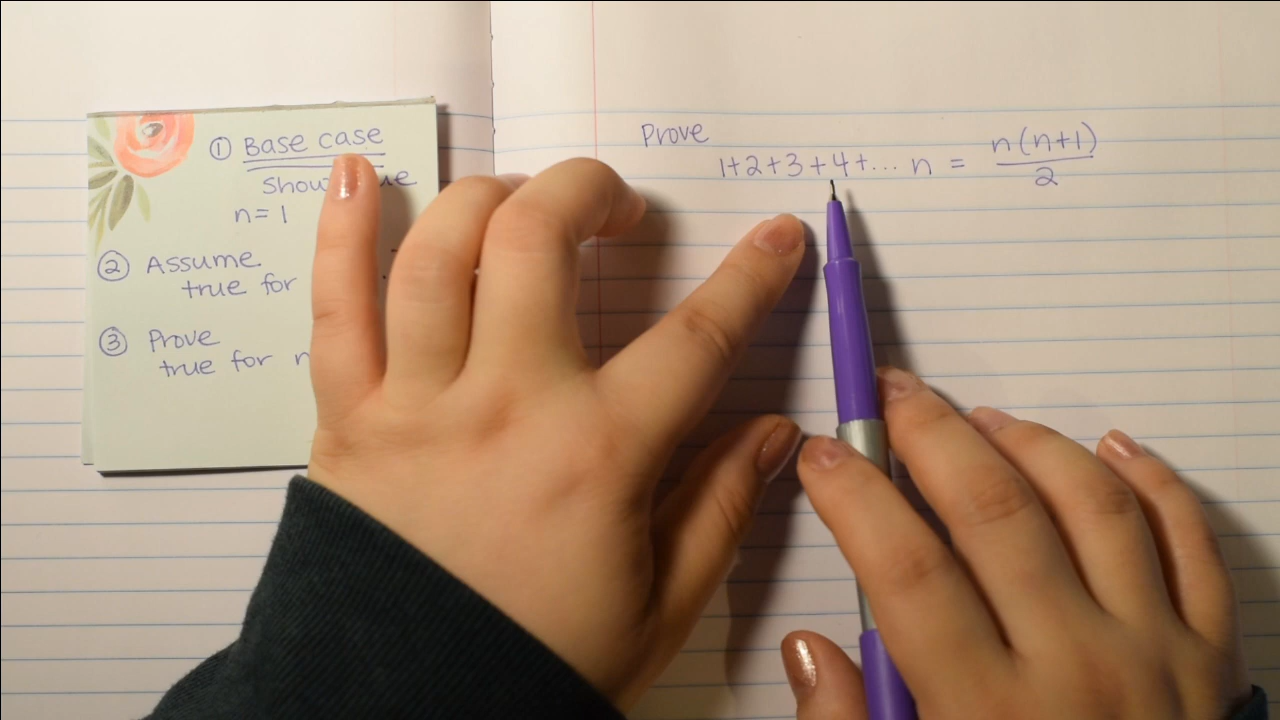 ① Base case
Show
n=1
② Assume
true for
③ Prove
true for n
Prove
1+2+3+4+... n = n(n+1)/2